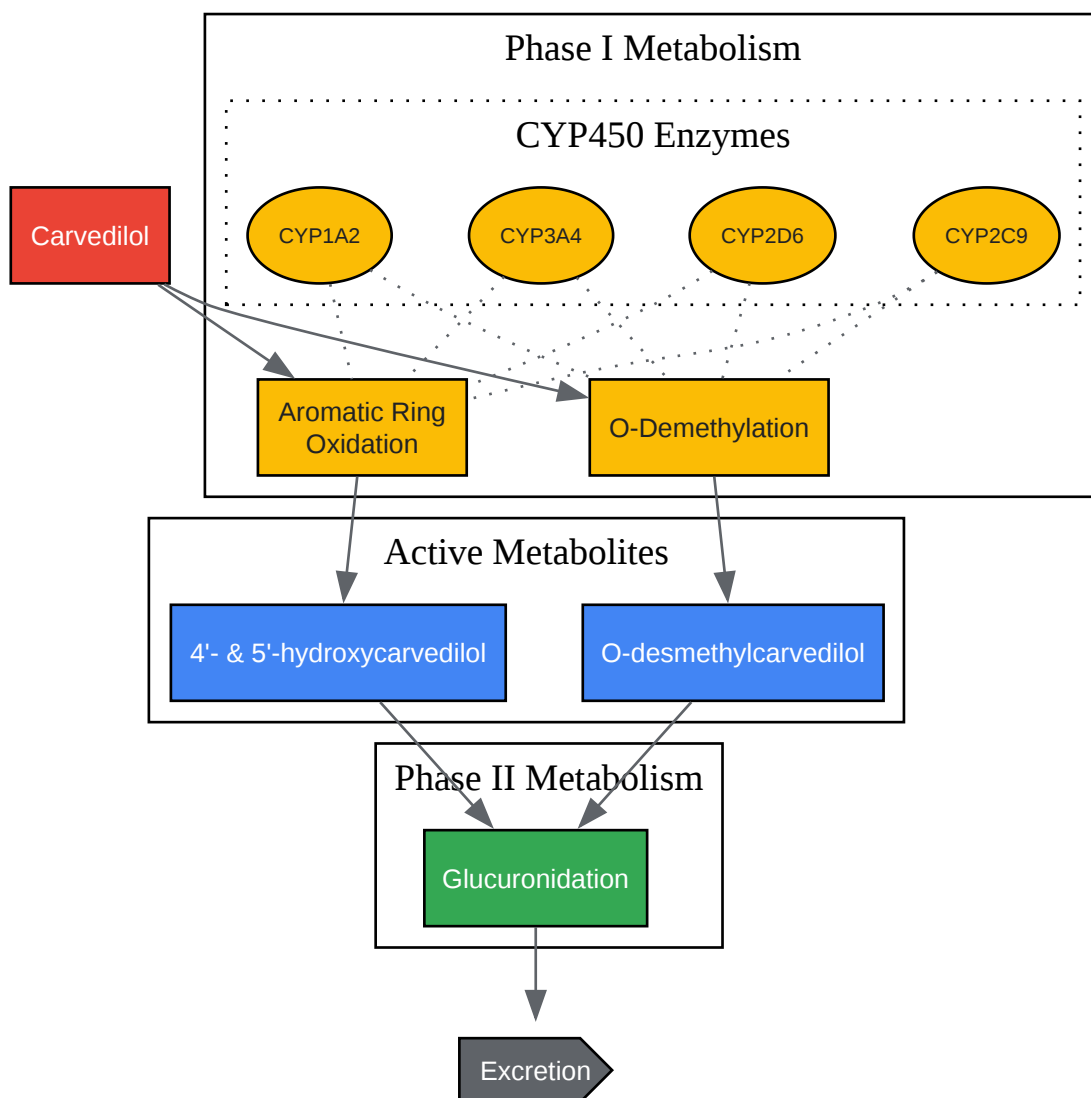 Phase I Metabolism
CYP450 Enzymes
Carvedilol
CYP1A2
CYP3A4
CYP2D6
CYP2C9
Aromatic Ring
Oxidation
O-Demethylation
Active Metabolites
4'- & 5'-hydroxycarvedilol
O-desmethylcarvedilol
Phase II Metabolism
Glucuronidation
Excretion